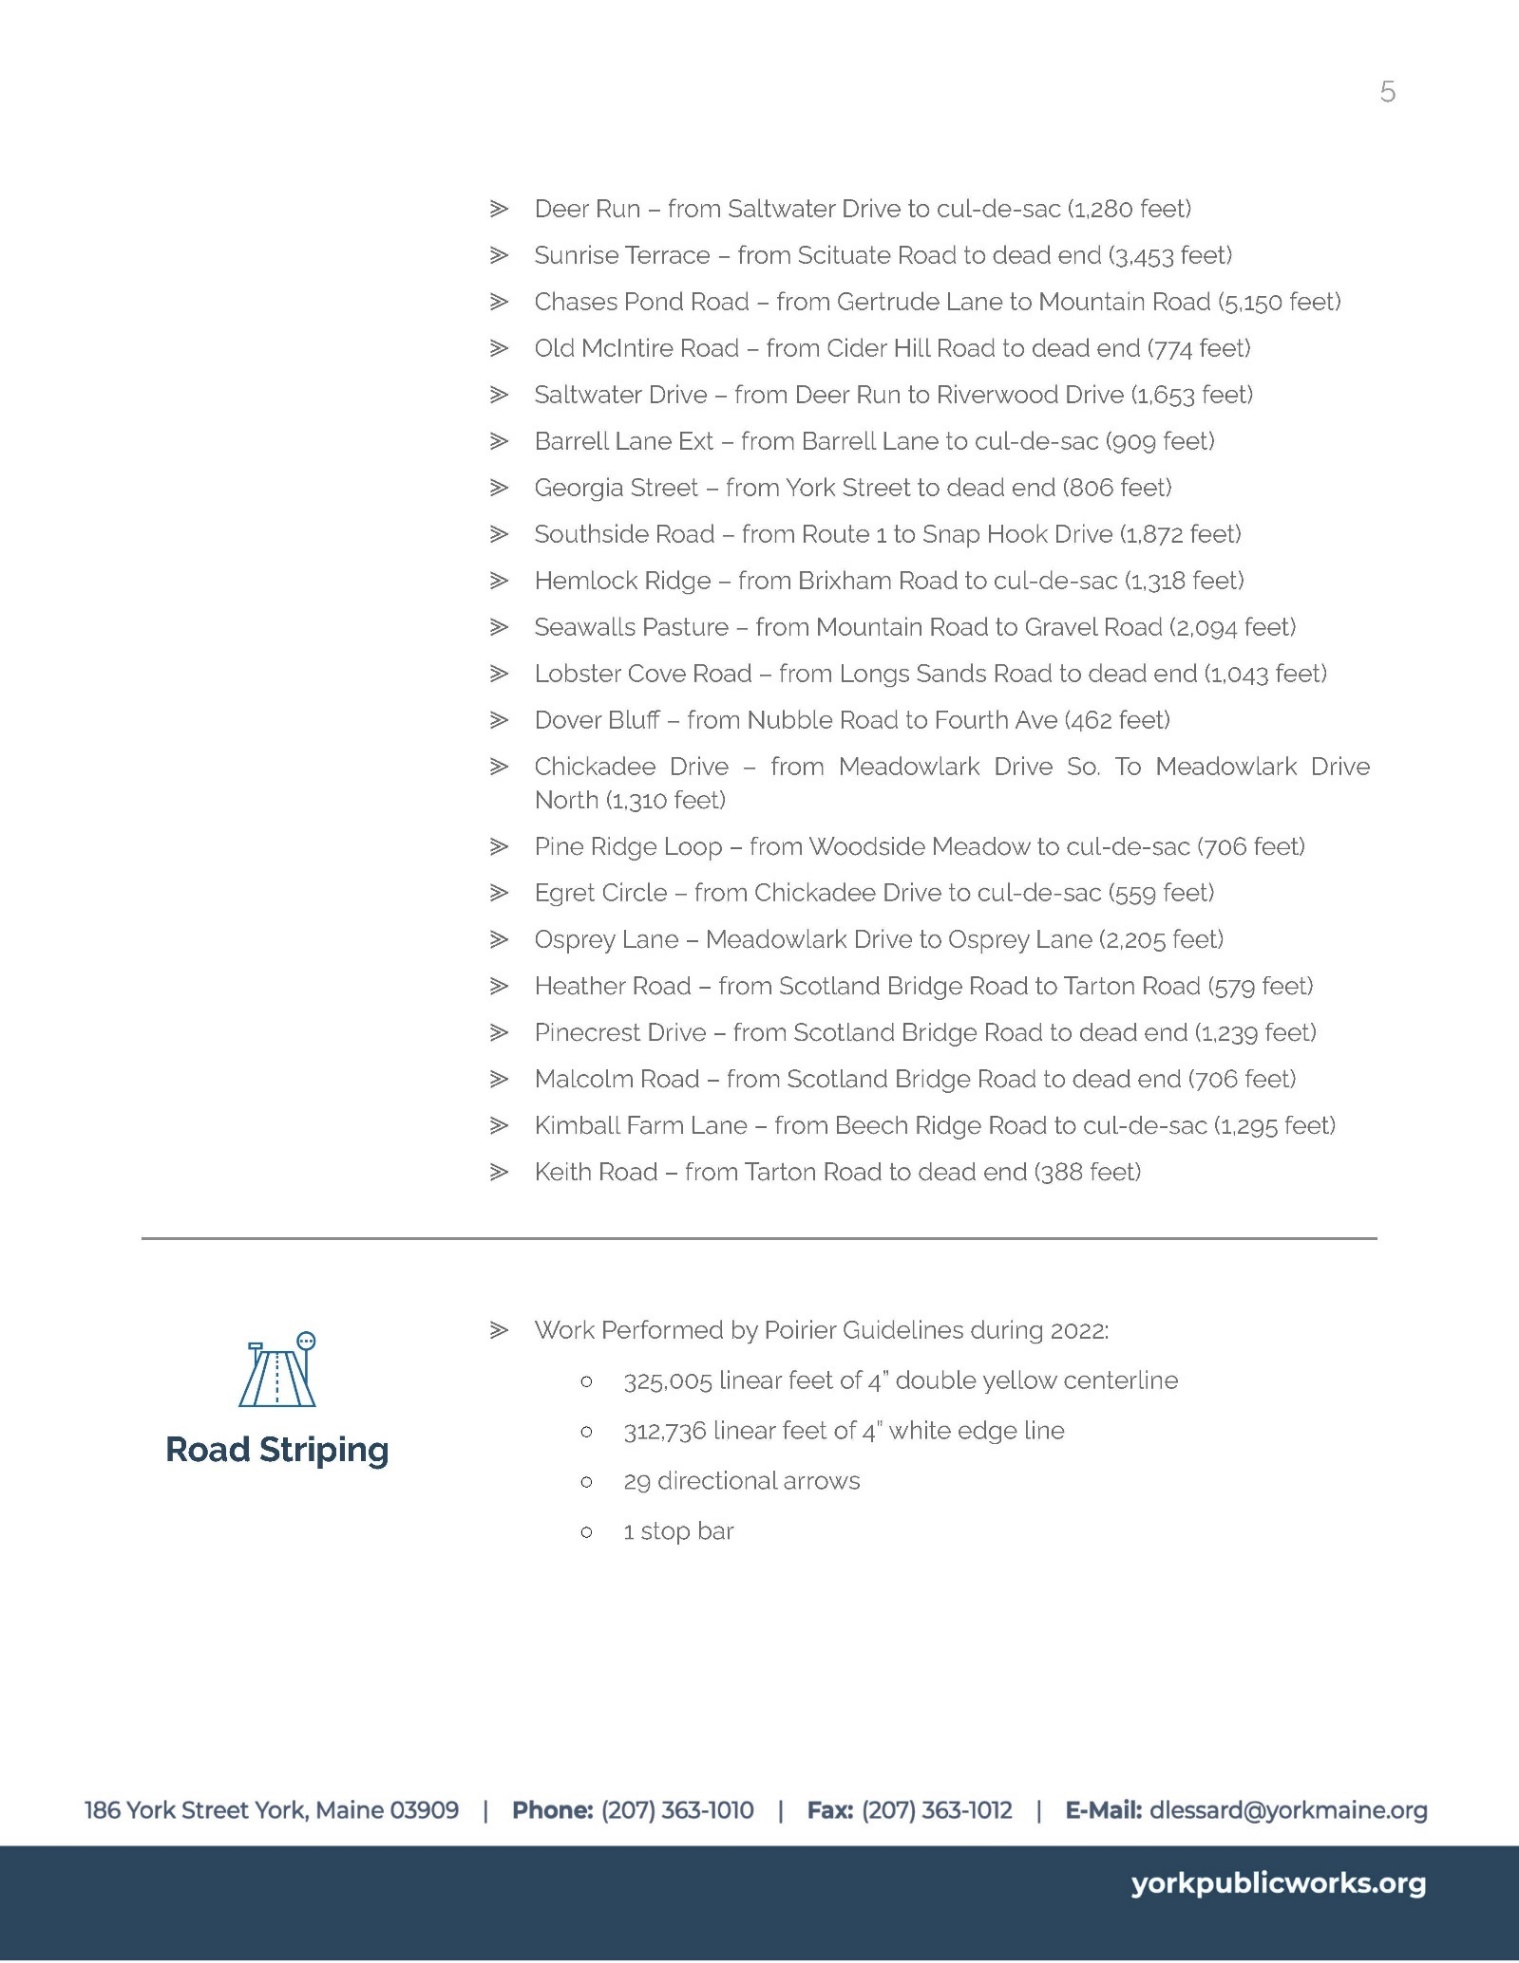 5
⪢ Deer Run – from Saltwater Drive to cul-de-sac (1,280 feet)
⪢ Sunrise Terrace – from Scituate Road to dead end (3,453 feet)
⪢ Chases Pond Road – from Gertrude Lane to Mountain Road (5,150 feet)
⪢ Old McIntire Road – from Cider Hill Road to dead end (774 feet)
⪢ Saltwater Drive – from Deer Run to Riverwood Drive (1,653 feet)
⪢ Barrell Lane Ext – from Barrell Lane to cul-de-sac (909 feet)
⪢ Georgia Street – from York Street to dead end (806 feet)
⪢ Southside Road – from Route 1 to Snap Hook Drive (1,872 feet)
⪢ Hemlock Ridge – from Brixham Road to cul-de-sac (1,318 feet)
⪢ Seawalls Pasture – from Mountain Road to Gravel Road (2,094 feet)
⪢ Lobster Cove Road – from Longs Sands Road to dead end (1,043 feet)
⪢ Dover Bluff – from Nubble Road to Fourth Ave (462 feet)
⪢ Chickadee Drive – from Meadowlark Drive So. To Meadowlark Drive
North (1,310 feet)
⪢ Pine Ridge Loop – from Woodside Meadow to cul-de-sac (706 feet)
⪢ Egret Circle – from Chickadee Drive to cul-de-sac (559 feet)
⪢ Osprey Lane – Meadowlark Drive to Osprey Lane (2,205 feet)
⪢ Heather Road – from Scotland Bridge Road to Tarton Road (579 feet)
⪢ Pinecrest Drive – from Scotland Bridge Road to dead end (1,239 feet)
⪢ Malcolm Road – from Scotland Bridge Road to dead end (706 feet)
⪢ Kimball Farm Lane – from Beech Ridge Road to cul-de-sac (1,295 feet)
⪢ Keith Road – from Tarton Road to dead end (388 feet)
Road Striping
⪢ Work Performed by Poirier Guidelines during 2022:
o 325,005 linear feet of 4” double yellow centerline
o 312,736 linear feet of 4" white edge line
o 29 directional arrows
o 1 stop bar
186 York Street York, Maine 03909 | Phone: (207) 363-1010 | Fax: (207) 363-1012 | E-Mail: dlessard@yorkmaine.org
yorkpublicworks.org